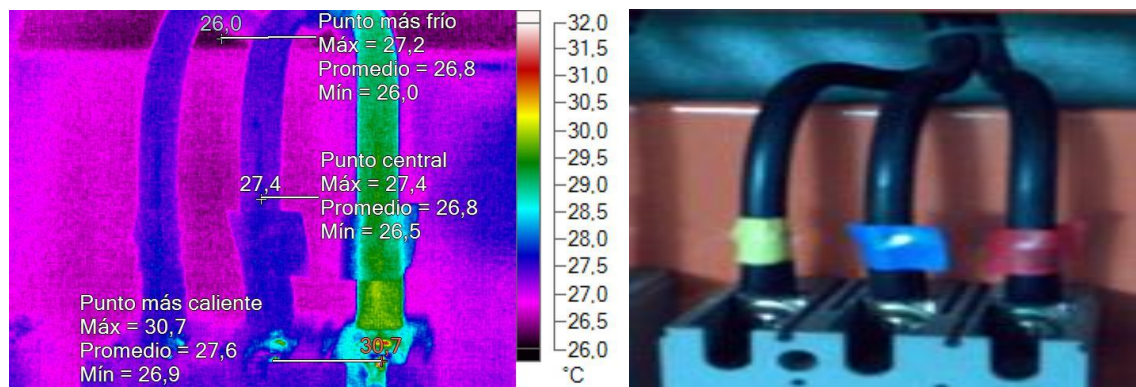 26,0
Punto más frío
Máx = 27,2
Promedio = 26,8
Mín = 26,0
27,4
Punto central
Máx = 27,4
Promedio = 26,8
Mín = 26,5
Punto más caliente
Máx = 30,7
Promedio = 27,6
Mín = 26,9
30,7
32.0
31.5
31.0
30.5
30.0
29.5
29.0
28.5
28.0
27.5
27.0
26.5
26.0
°C